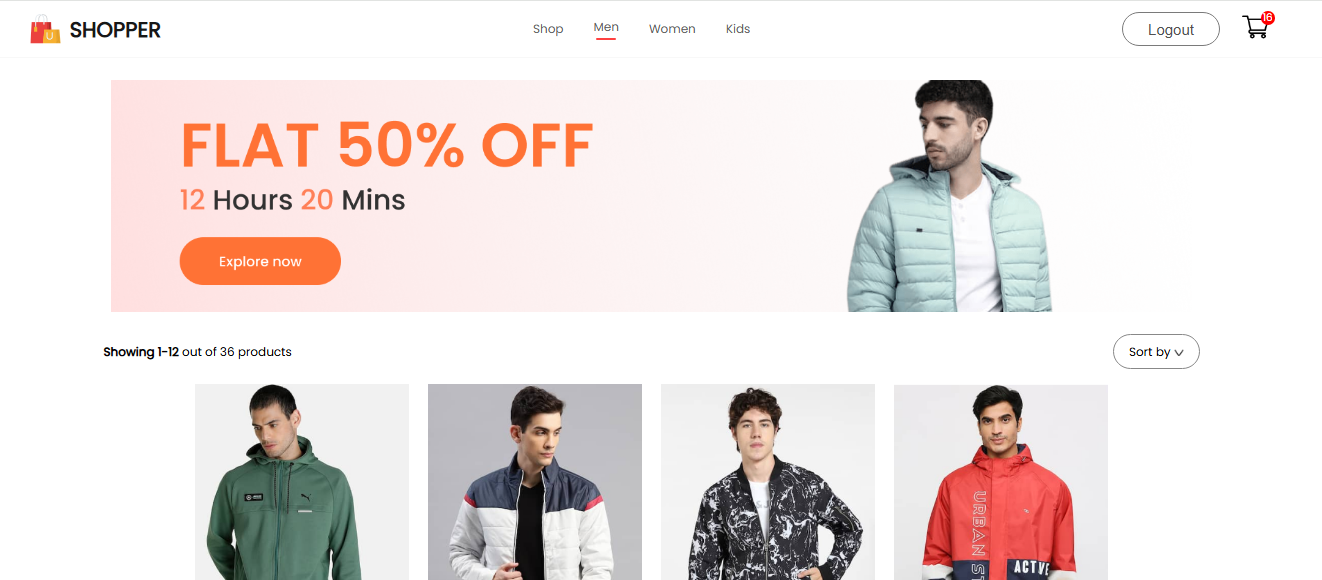 SHOPPER
Shop
Men
Women
Kids
Logout
16
FLAT 50% OFF
12 Hours 20 Mins
Explore now
Showing 1-12 out of 36 products
Sort by
URBAN ST
ACTVE